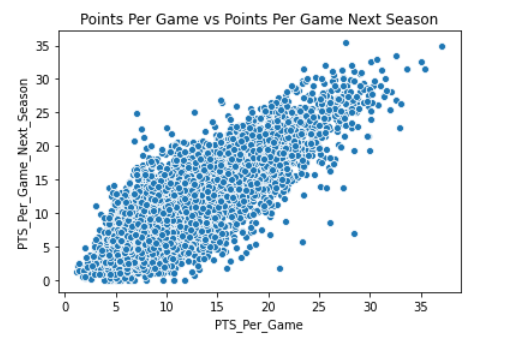 Points Per Game vs Points Per Game Next Season
PTS_Per_Game_Next_Season
35
30
25
20
15
10
5
0
0 5 10 15 20 25 30 35
PTS_Per_Game